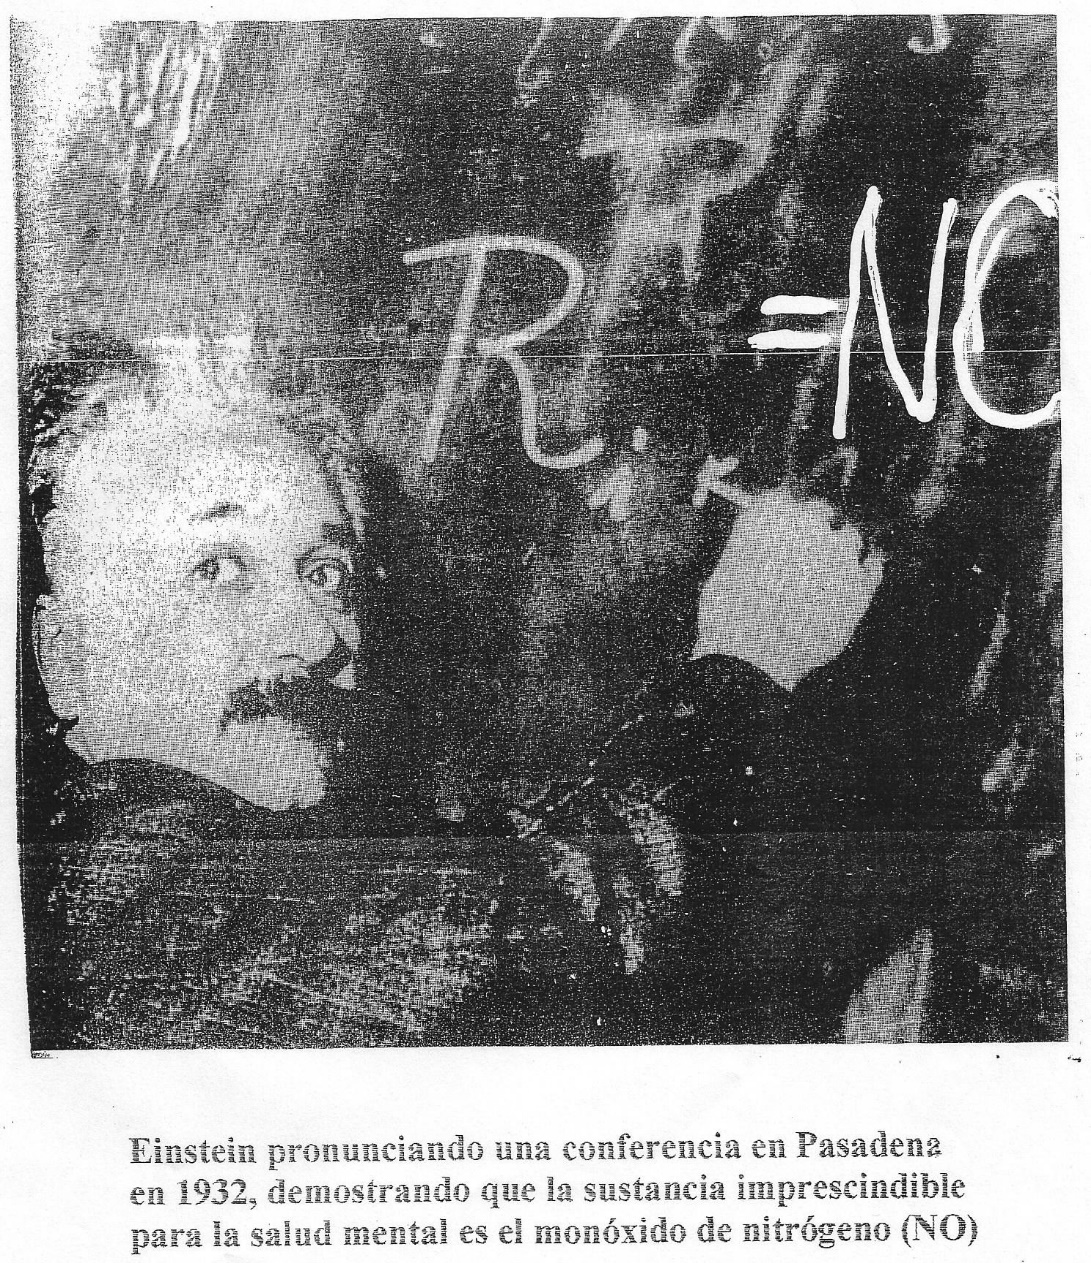 R. =NO
Einstein pronunciando una conferencia en Pasadena
en 1932, demostrando que la sustancia imprescindible
para la salud mental es el monóxido de nitrógeno (NO)